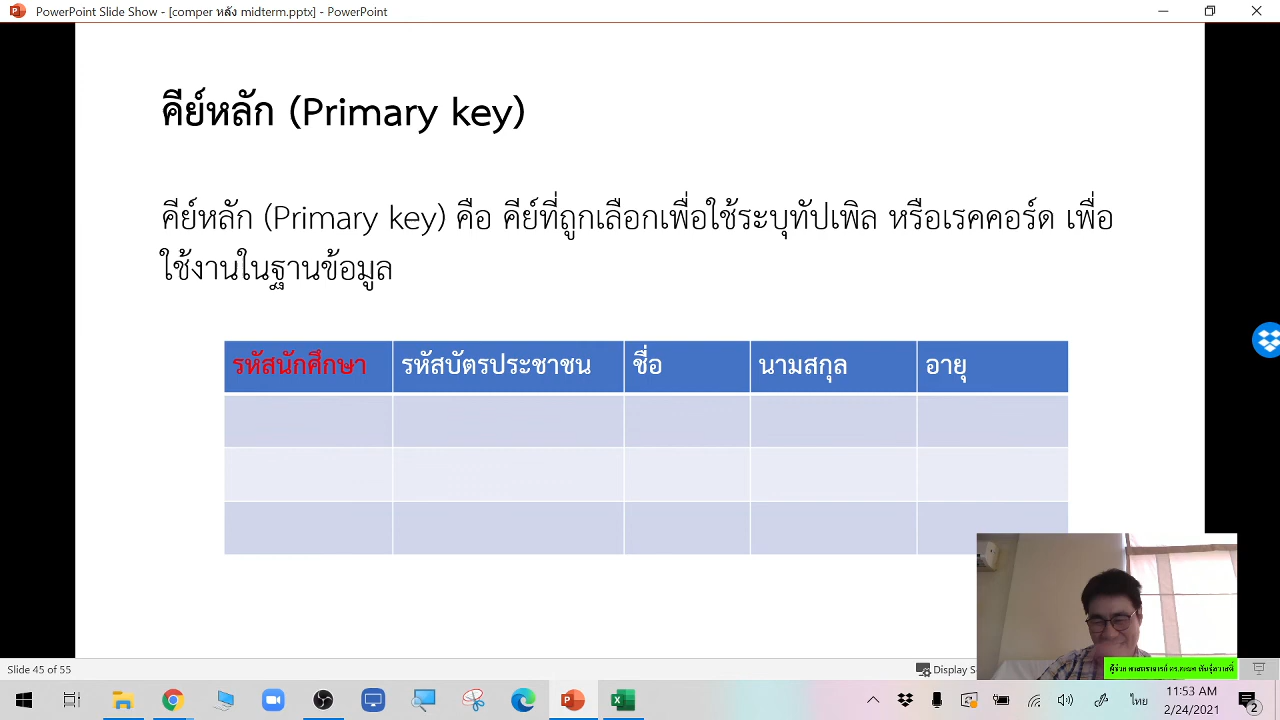 PowerPoint Slide Show - [comper หลัง midterm.pptx] - PowerPoint
คีย์หลัก (Primary key)
คีย์หลัก (Primary key) คือ คีย์ที่ถูกเลือกเพื่อใช้ระบุทัปเพิล หรือเรคคอร์ด เพื่อ
ใช้งานในฐานข้อมูล
รหัสนักศึกษา รหัสบัตรประชาชน ชื่อ นามสกุล อายุ
Slide 45 of 55
Display S
ไทย
11:53 AM
2/24/2021
2